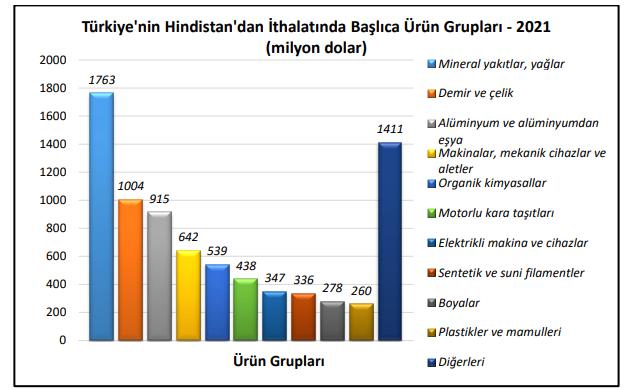 Türkiye'nin Hindistan'dan İthalatında Başlıca Ürün Grupları - 2021
(milyon dolar)
2000
1800
1600
1400
1200
1000
800
600
400
200
0
1763
1004
915
642
539
438
347
336
278
260
1411
Ürün Grupları
Mineral yakıtlar, yağlar
Demir ve çelik
Alüminyum ve alüminyumdan
eşya
Makinalar, mekanik cihazlar ve
aletler
Organik kimyasallar
Motorlu kara taşıtları
Elektrikli makina ve cihazlar
Sentetik ve suni filamentler
Boyalar
Plastikler ve mamulleri
Diğerleri